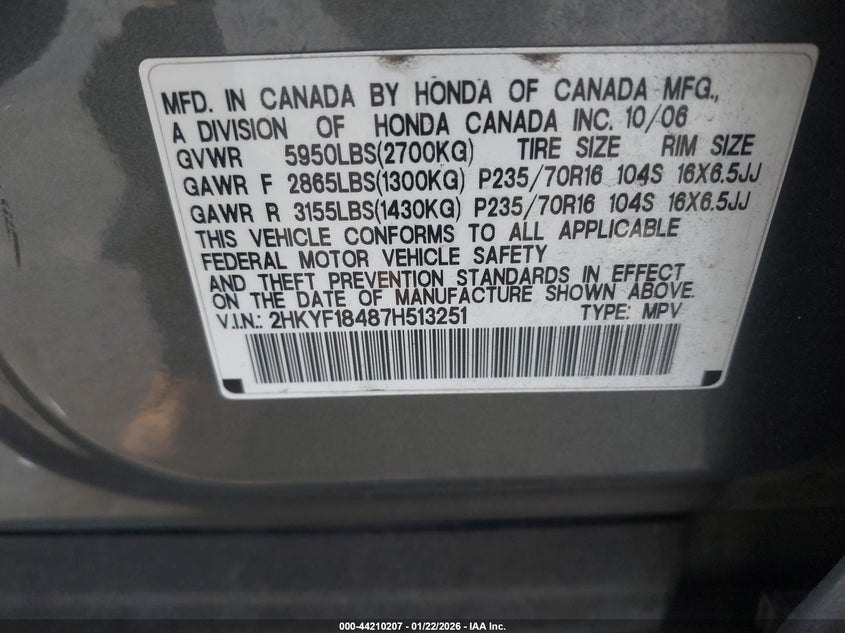 MFD. IN CANADA BY HONDA OF CANADA MFG.,
A DIVISION OF HONDA CANADA INC. 10/06
GVWR 5950LBS(2700KG) TIRE SIZE RIM SIZE
GAWR F 2865LBS(1300KG) P235/70R16 104S 16X6.5JJ
GAWR R 3155LBS(1430KG) P235/70R16 104S 16X6.5JJ
THIS VEHICLE CONFORMS TO ALL APPLICABLE
FEDERAL MOTOR VEHICLE SAFETY
AND THEFT PREVENTION STANDARDS IN EFFECT
ON THE DATE OF MANUFACTURE SHOWN ABOVE.
V.I.N.: 2HKYF18487H513251 TYPE: MPV
000-44210207 - 01/22/2026 - IAA Inc.